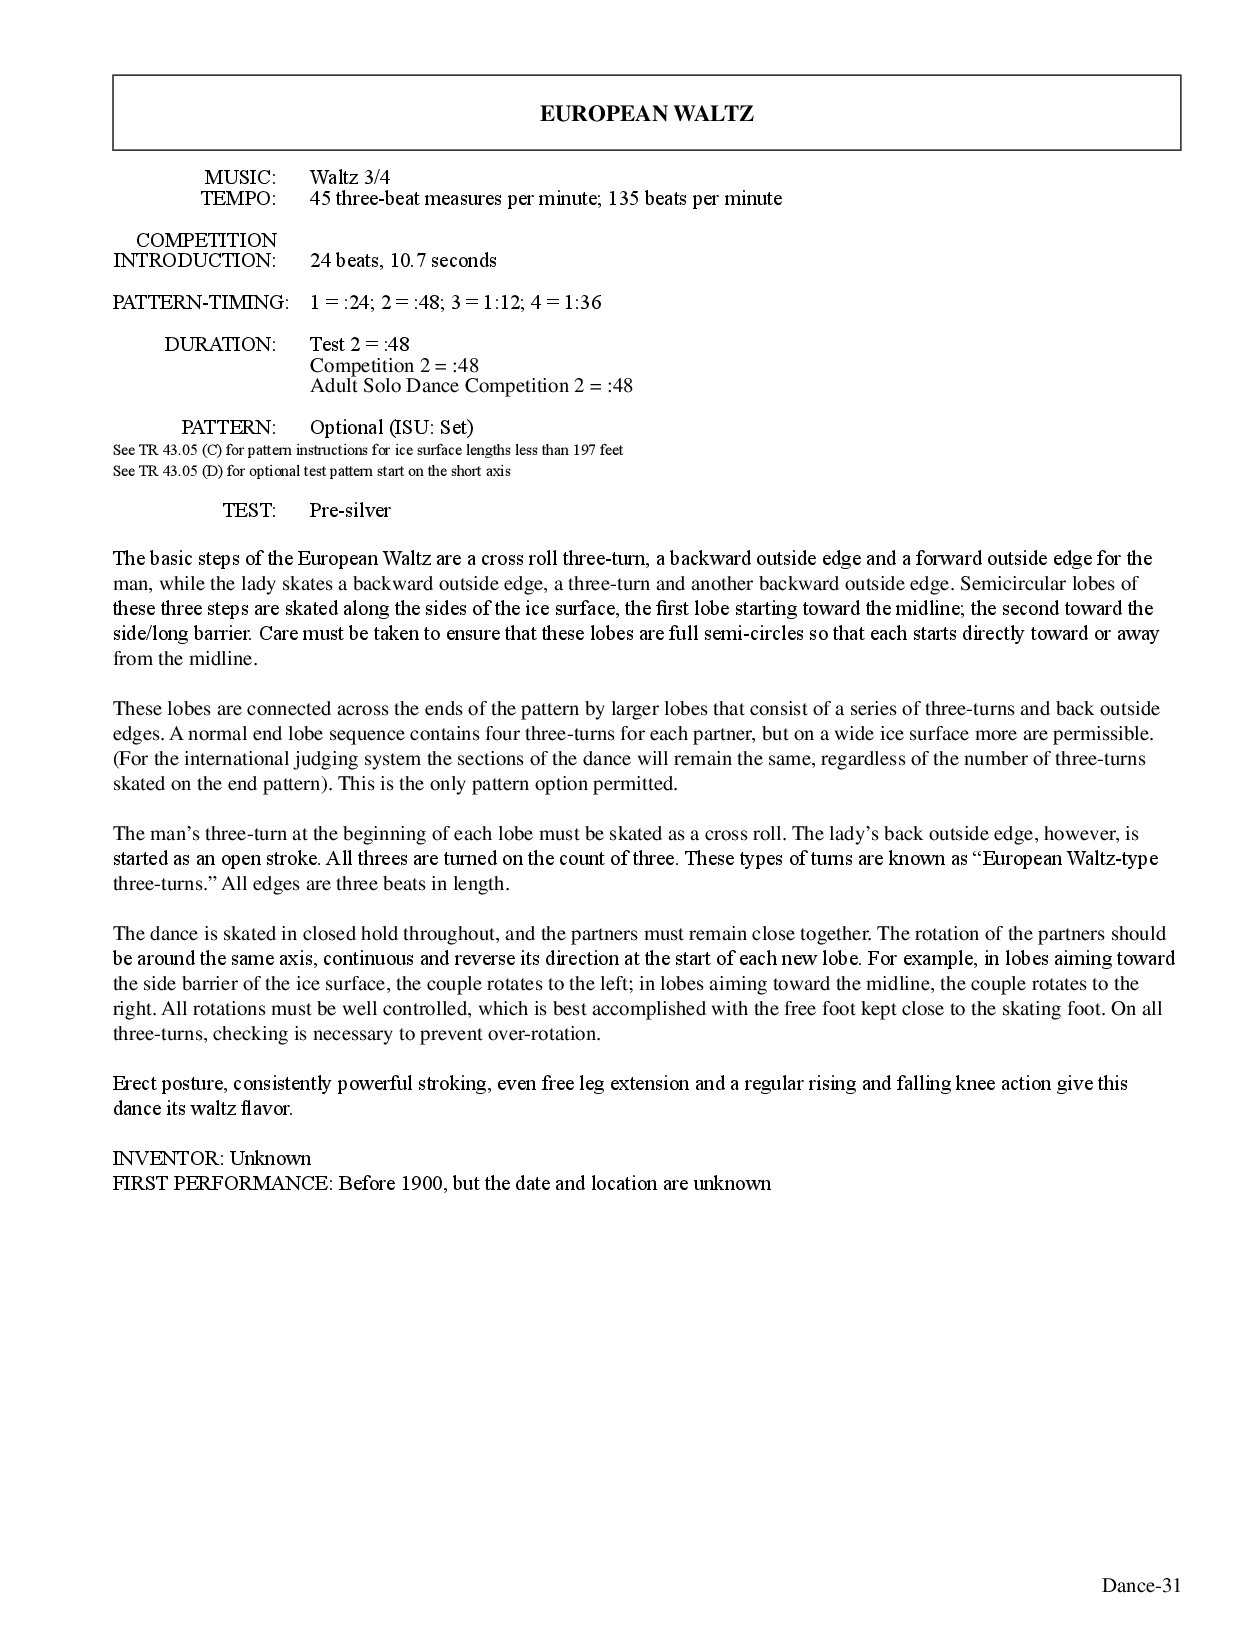 EUROPEAN WALTZ
MUSIC: Waltz 3/4
TEMPO: 45 three-beat measures per minute; 135 beats per minute
COMPETITION
INTRODUCTION: 24 beats, 10.7 seconds
PATTERN-TIMING: 1 = :24; 2 = :48; 3 = 1:12; 4 = 1:36
DURATION: Test 2 = :48
Competition 2 = :48
Adult Solo Dance Competition 2 = :48
PATTERN: Optional (ISU: Set)
See TR 43.05 (C) for pattern instructions for ice surface lengths less than 197 feet
See TR 43.05 (D) for optional test pattern start on the short axis
TEST: Pre-silver
The basic steps of the European Waltz are a cross roll three-turn, a backward outside edge and a forward outside edge for the
man, while the lady skates a backward outside edge, a three-turn and another backward outside edge. Semicircular lobes of
these three steps are skated along the sides of the ice surface, the first lobe starting toward the midline; the second toward the
side/long barrier. Care must be taken to ensure that these lobes are full semi-circles so that each starts directly toward or away
from the midline.
These lobes are connected across the ends of the pattern by larger lobes that consist of a series of three-turns and back outside
edges. A normal end lobe sequence contains four three-turns for each partner, but on a wide ice surface more are permissible.
(For the international judging system the sections of the dance will remain the same, regardless of the number of three-turns
skated on the end pattern). This is the only pattern option permitted.
The man’s three-turn at the beginning of each lobe must be skated as a cross roll. The lady’s back outside edge, however, is
started as an open stroke. All threes are turned on the count of three. These types of turns are known as “European Waltz-type
three-turns.” All edges are three beats in length.
The dance is skated in closed hold throughout, and the partners must remain close together. The rotation of the partners should
be around the same axis, continuous and reverse its direction at the start of each new lobe. For example, in lobes aiming toward
the side barrier of the ice surface, the couple rotates to the left; in lobes aiming toward the midline, the couple rotates to the
right. All rotations must be well controlled, which is best accomplished with the free foot kept close to the skating foot. On all
three-turns, checking is necessary to prevent over-rotation.
Erect posture, consistently powerful stroking, even free leg extension and a regular rising and falling knee action give this
dance its waltz flavor.
INVENTOR: Unknown
FIRST PERFORMANCE: Before 1900, but the date and location are unknown
Dance-31